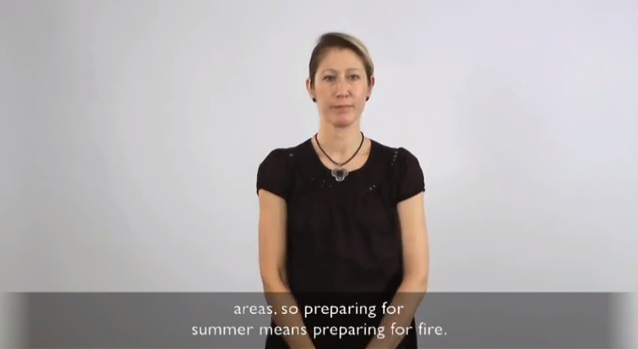 areas, so preparing for
summer means preparing for fire.